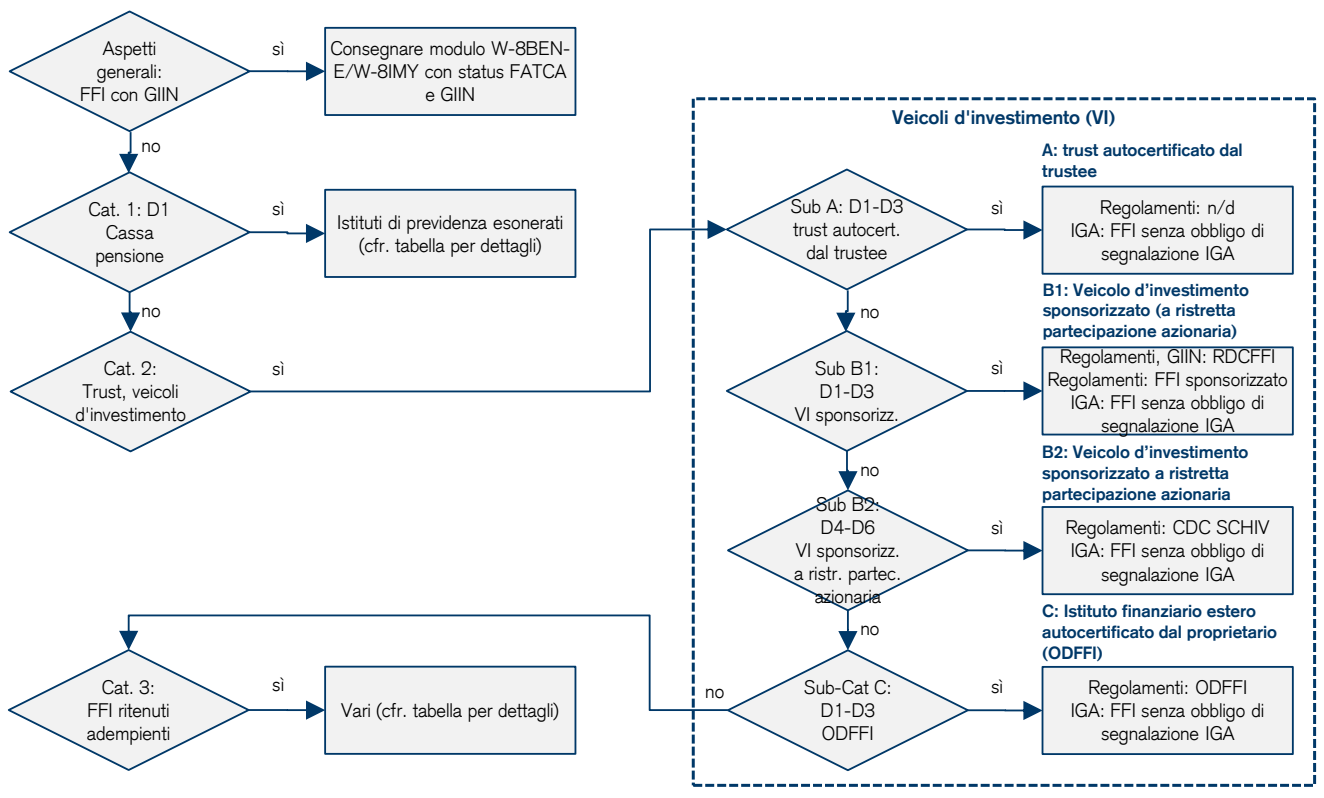 Aspetti
generali:
FFI con GIIN
sì
Consegnare modulo W-8BEN-
E/W-8IMY con status FATCA
e GIIN
no
Cat. 1: D1
Cassa
pensione
sì
Istituti di previdenza esonerati
(cfr. tabella per dettagli)
no
Cat. 2:
Trust, veicoli
d'investimento
sì
Veicoli d'investimento (VI)
Sub A: D1-D3
trust autocert.
dal trustee
sì
A: trust autocertificato dal
trustee
Regolamenti: n/d
IGA: FFI senza obbligo di
segnalazione IGA
no
Sub B1:
D1-D3
VI sponsorizz.
sì
B1: Veicolo d’investimento
sponsorizzato (a ristretta
partecipazione azionaria)
Regolamenti, GIIN: RDCFFI
Regolamenti: FFI sponsorizzato
IGA: FFI senza obbligo di
segnalazione IGA
no
Sub B2:
D4-D6
VI sponsorizz.
a ristr. partec.
azionaria
sì
B2: Veicolo d’investimento
sponsorizzato a ristretta
partecipazione azionaria
Regolamenti: CDC SCHIV
IGA: FFI senza obbligo di
segnalazione IGA
no
Sub-Cat C:
D1-D3
ODFFI
sì
C: Istituto finanziario estero
autocertificato dal proprietario
(ODFFI)
Regolamenti: ODFFI
IGA: FFI senza obbligo di
segnalazione IGA
no
Cat. 3:
FFI ritenuti
adempienti
sì
Vari (cfr. tabella per dettagli)